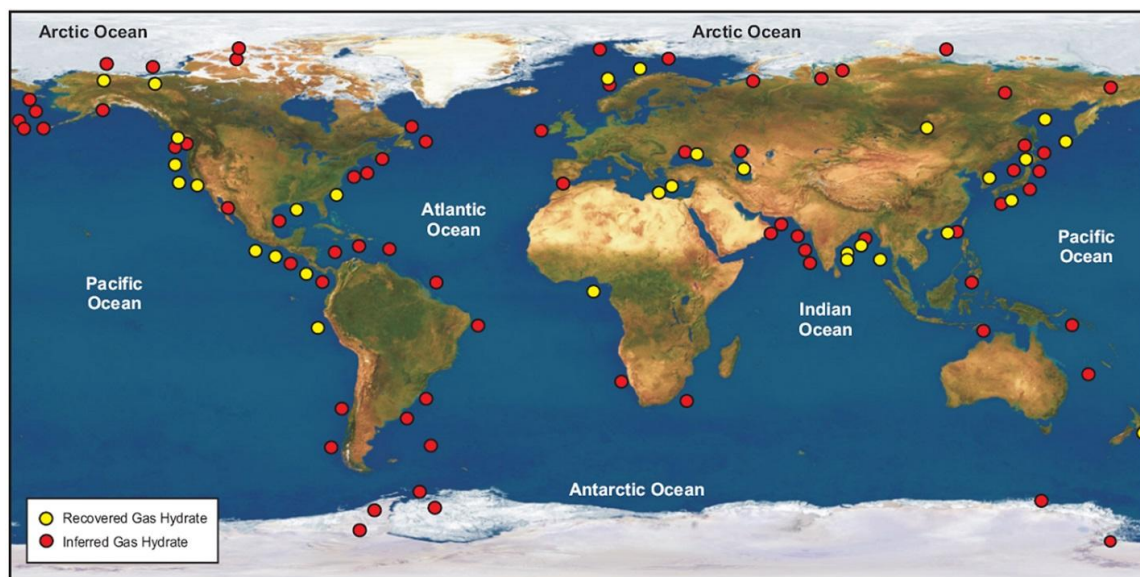 Arctic Ocean
Arctic Ocean
Atlantic
Ocean
Pacific
Ocean
Pacific
Ocean
Indian
Ocean
Antarctic Ocean
Recovered Gas Hydrate
Inferred Gas Hydrate